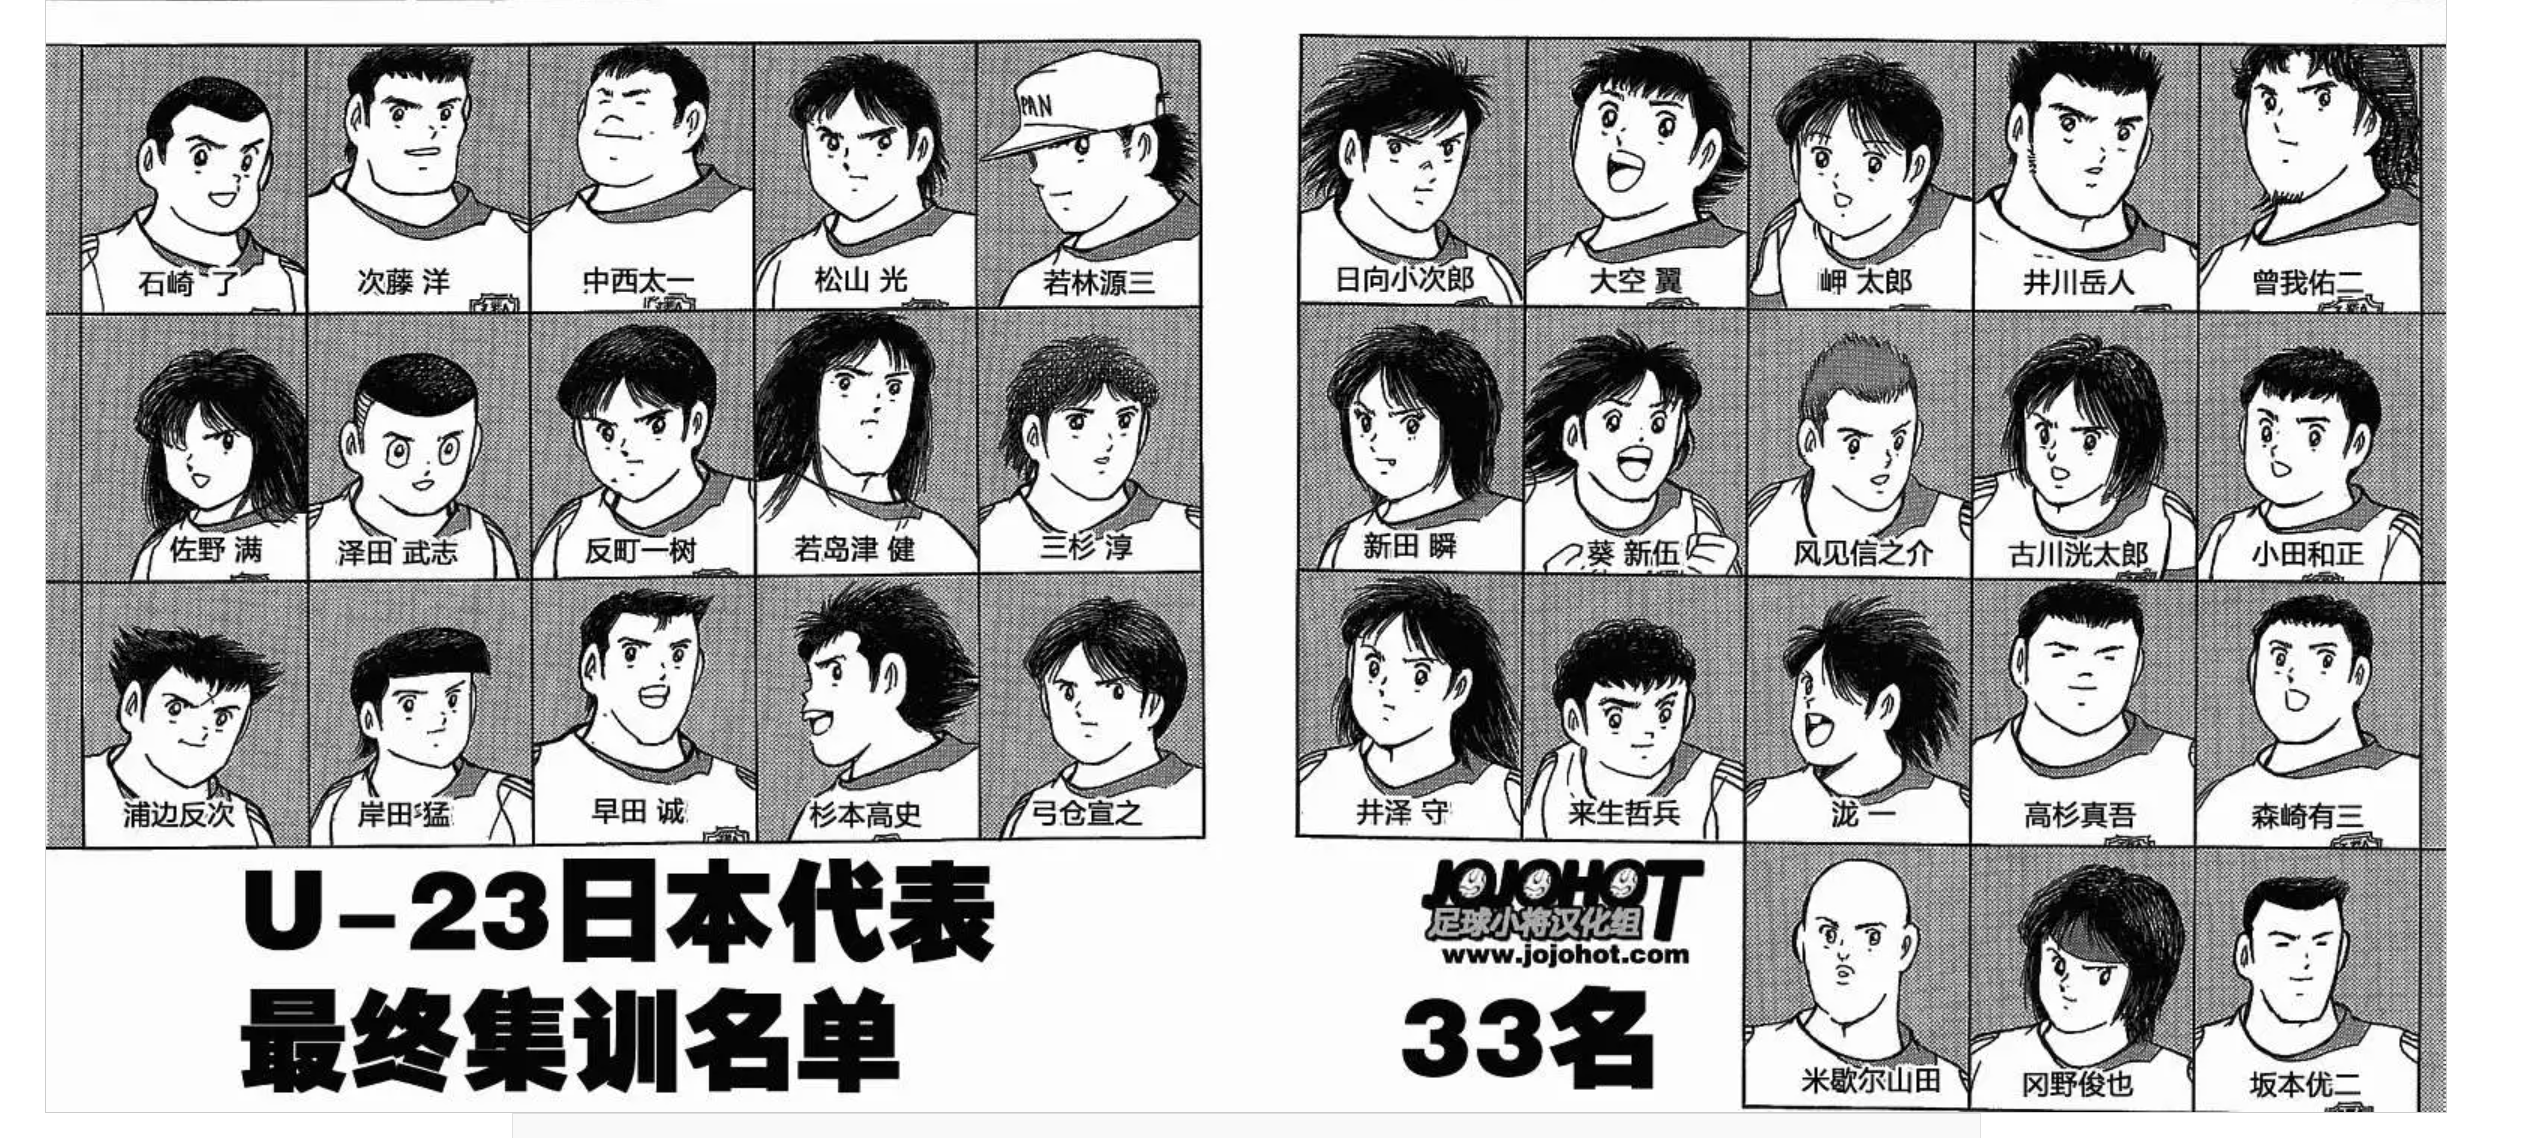 PAN
石崎 了
次藤 洋
中西太一
松山 光
若林源三
日向小次郎
大空 翼
岬 太郎
井川岳人
曾我佑二
佐野 满
泽田 武志
反町一树
若岛津 健
三杉 淳
新田 瞬
葵 新伍
风见信之介
古川洸太郎
小田和正
浦边反次
岸田 猛
早田 诚
杉本高史
弓仓宣之
井泽 守
来生哲兵
泷 一
高杉真吾
森崎有三
U-23日本代表
最终集训名单
JOJOHOT
足球小将汉化组
www.jojohot.com
33名
米歇尔山田
冈野俊也
坂本优二